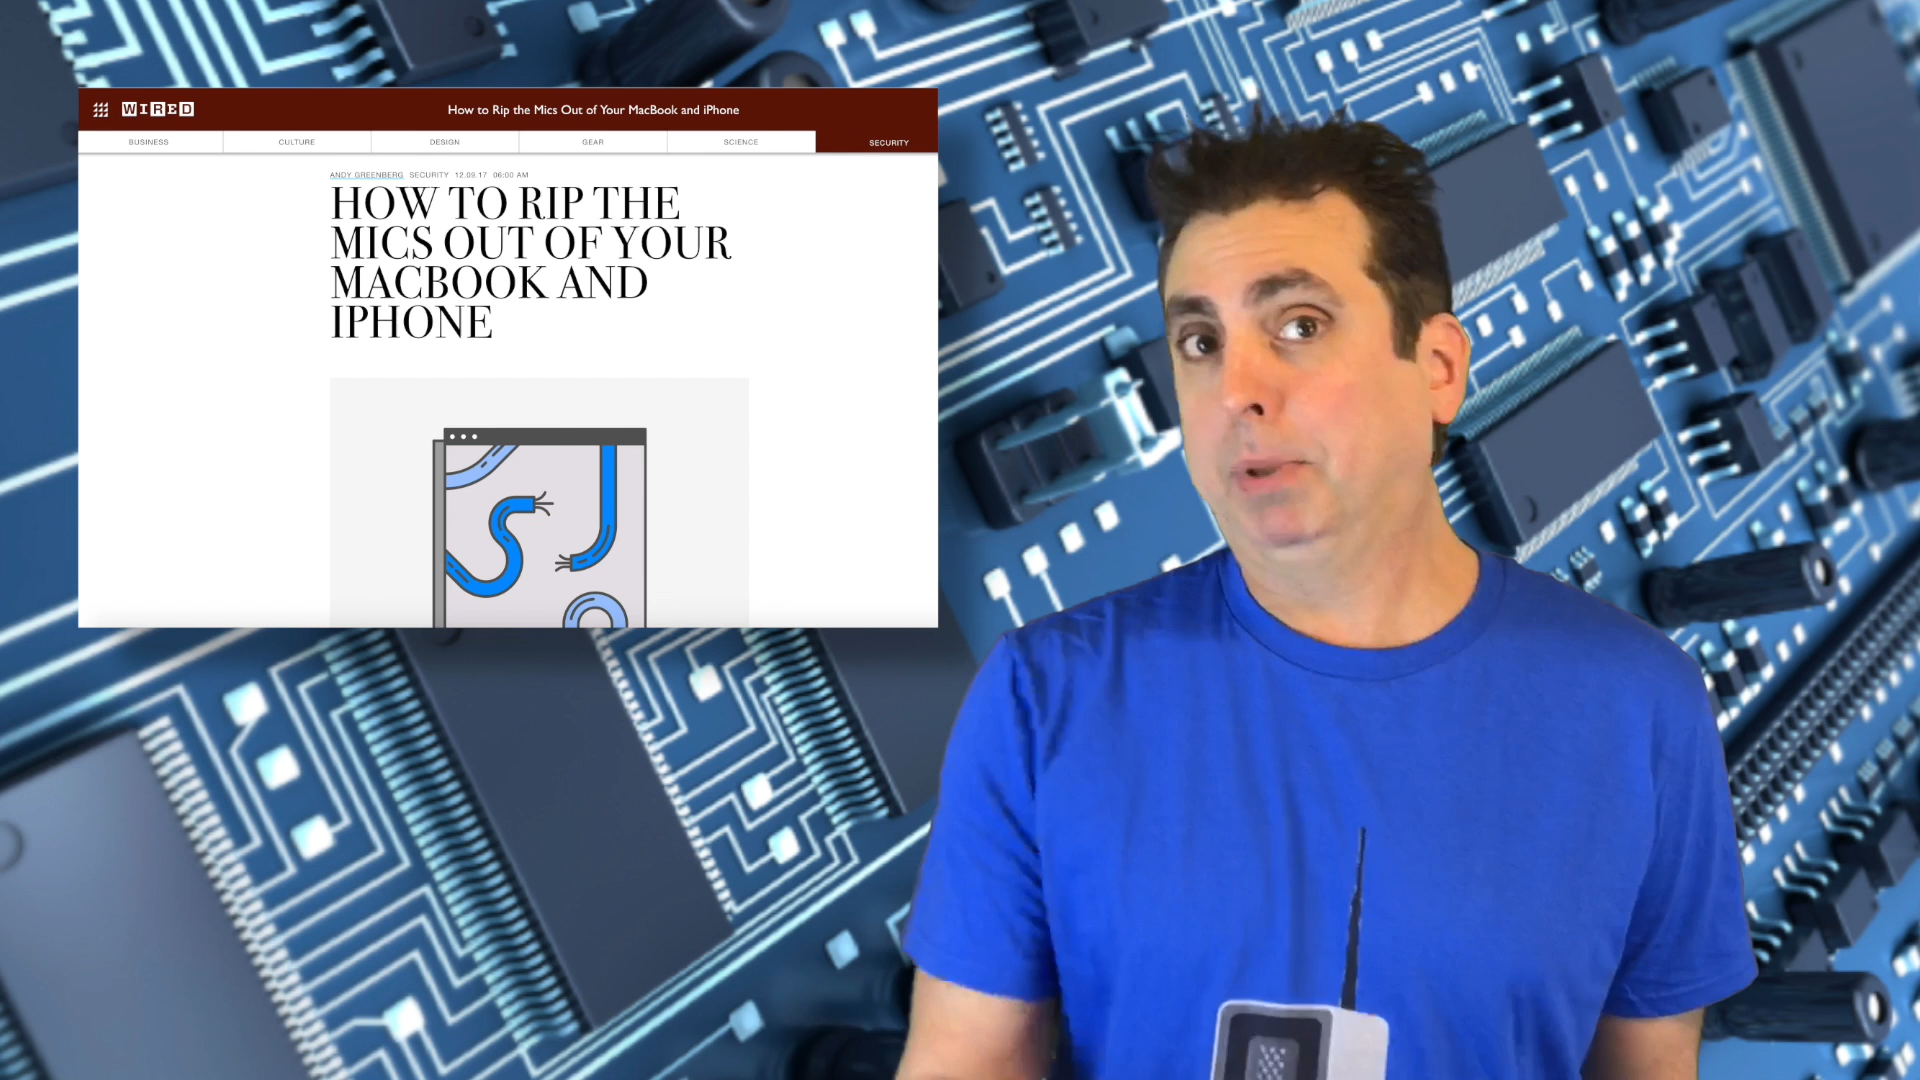 WIRED
How to Rip the Mics Out of Your MacBook and iPhone
BUSINESS CULTURE DESIGN GEAR SCIENCE SECURITY
ANDY GREENBERG SECURITY 12.09.17 06:00 AM
HOW TO RIP THE
MICS OUT OF YOUR
MACBOOK AND
IPHONE